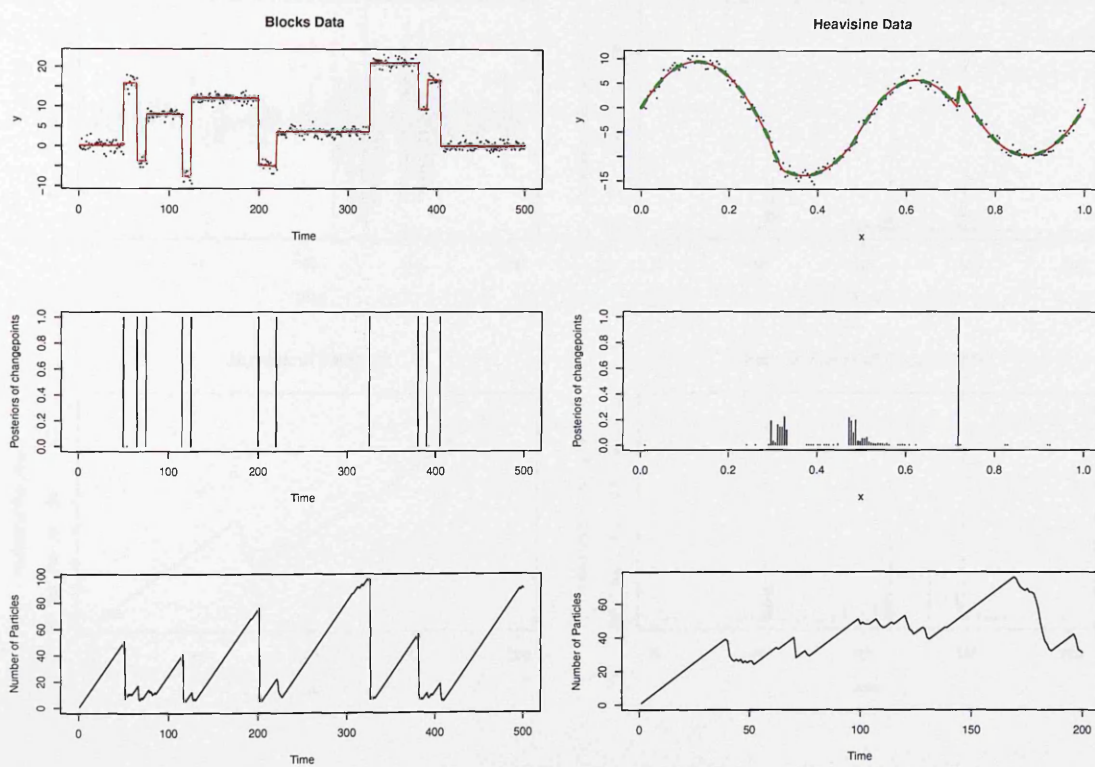 Blocks Data
y
-10 0 5 10 20
0 100 200 300 400 500
Time
Heavisine Data
y
-15 -5 0 5 10
0.0 0.2 0.4 0.6 0.8 1.0
x
Posteriors of changepoints
0.0 0.2 0.4 0.6 0.8 1.0
0 100 200 300 400 500
Time
Posteriors of changepoints
0.0 0.2 0.4 0.6 0.8 1.0
0.0 0.2 0.4 0.6 0.8 1.0
x
Number of Particles
0 20 40 60 80 100
0 100 200 300 400 500
Time
Number of Particles
0 20 40 60
0 50 100 150 200
Time